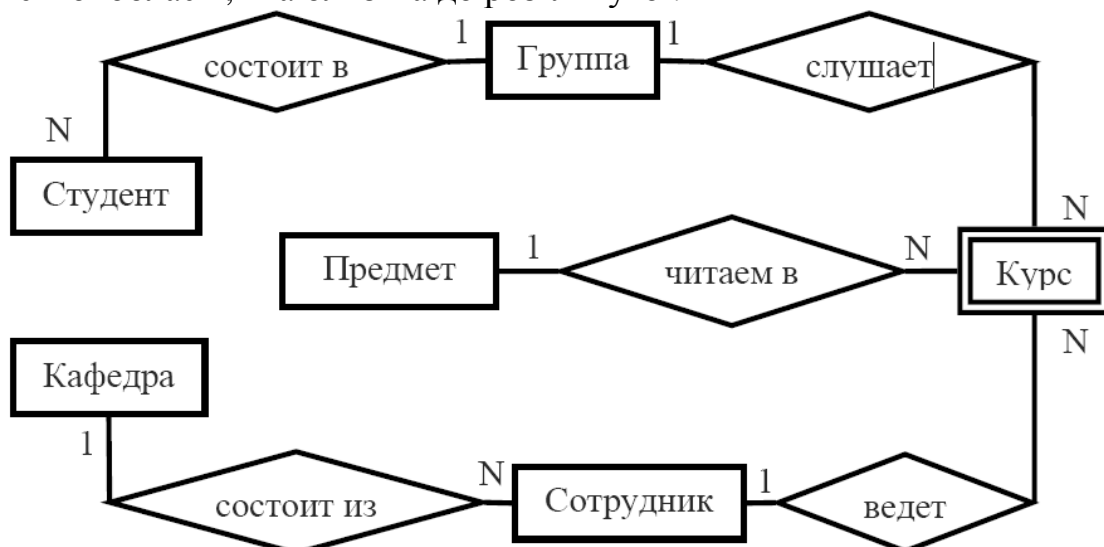 1
1
состоит в
Группа
слушает
N
Студент
N
1
N
Предмет
читаем в
Курс
N
Кафедра
1
N
1
состоит из
Сотрудник
ведет